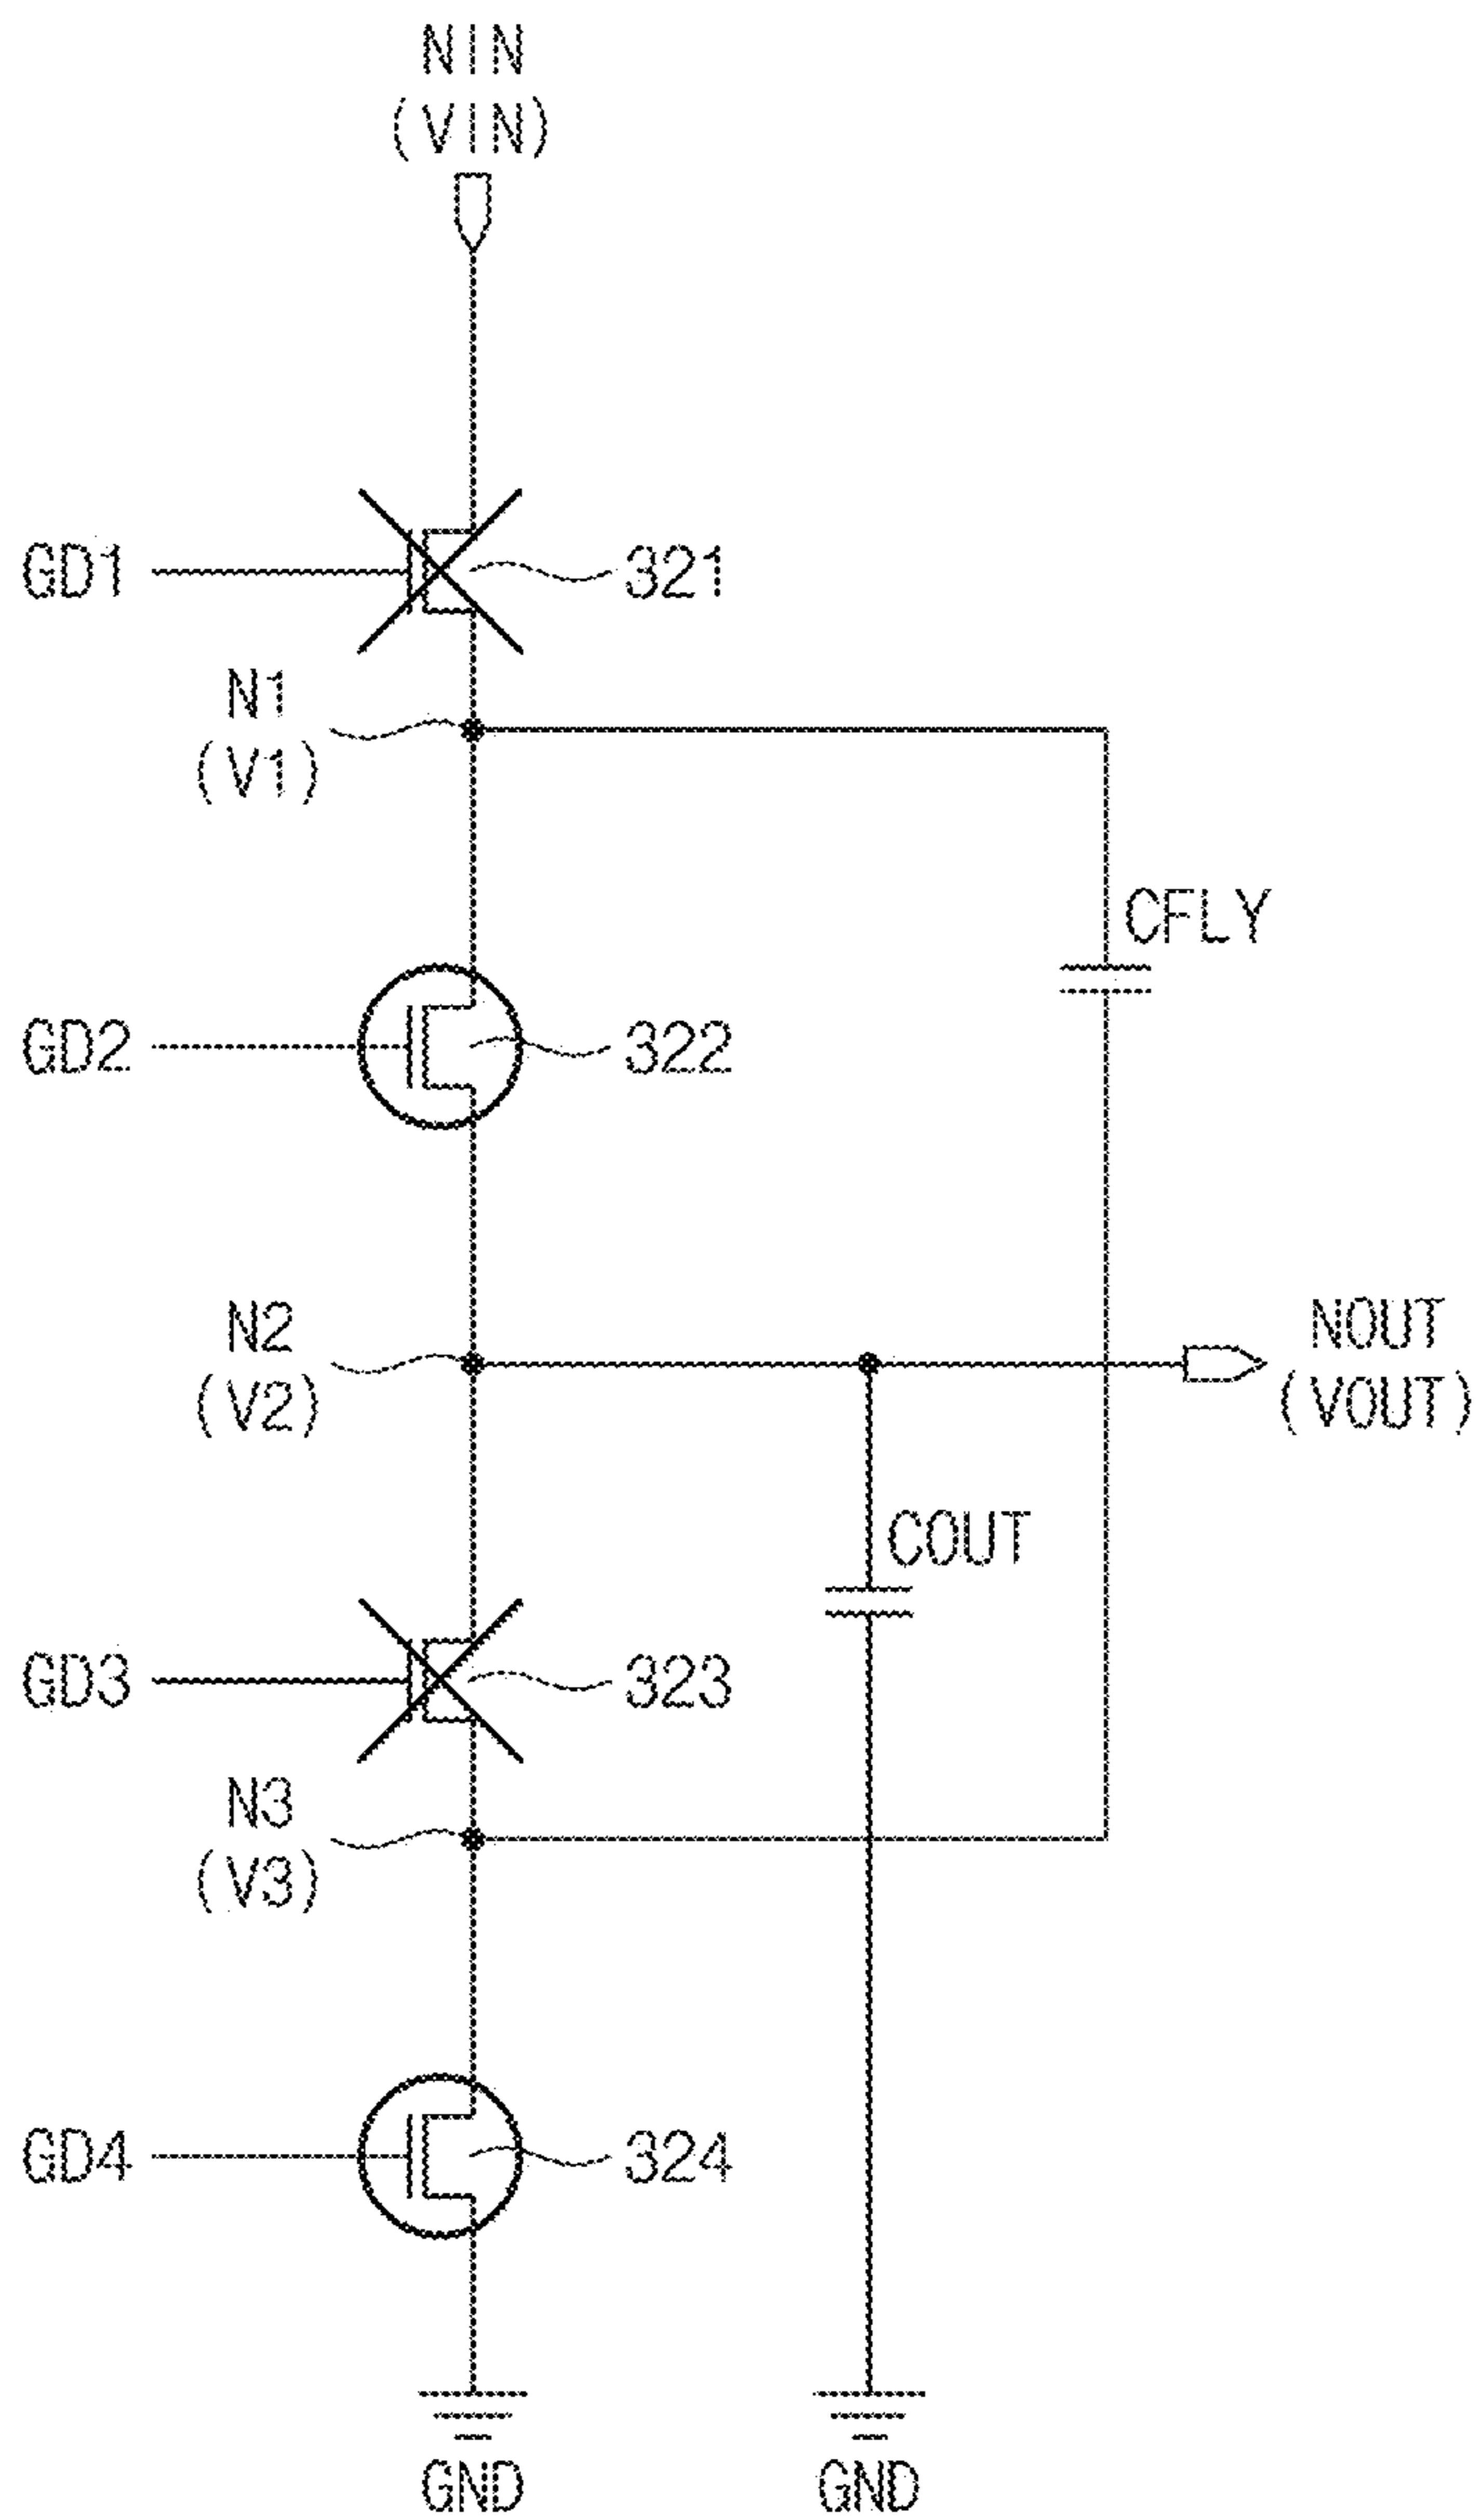 NIN
(VIN)
GD1
321
N1
(V1)
CFLY
GD2
322
N2
(V2)
NOUT
(VOUT)
COUT
GD3
323
N3
(V3)
GD4
324
GND
GND